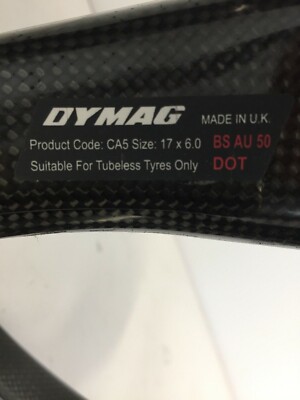 DYMAG MADE IN U.K.
Product Code: CA5 Size: 17 x 6.0 BS AU 50
Suitable For Tubeless Tyres Only DOT